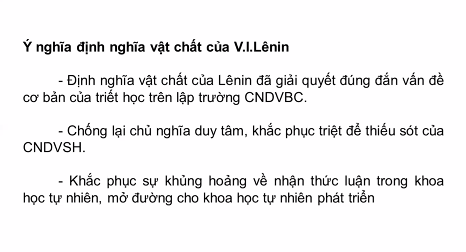 Ý nghĩa định nghĩa vật chất của V.I.Lênin
- Định nghĩa vật chất của Lênin đã giải quyết đúng đắn vấn đề
cơ bản của triết học trên lập trường CNDVBC.
- Chống lại chủ nghĩa duy tâm, khắc phục triệt để thiếu sót của
CNDVSH.
- Khắc phục sự khủng hoảng về nhận thức luận trong khoa
học tự nhiên, mở đường cho khoa học tự nhiên phát triển